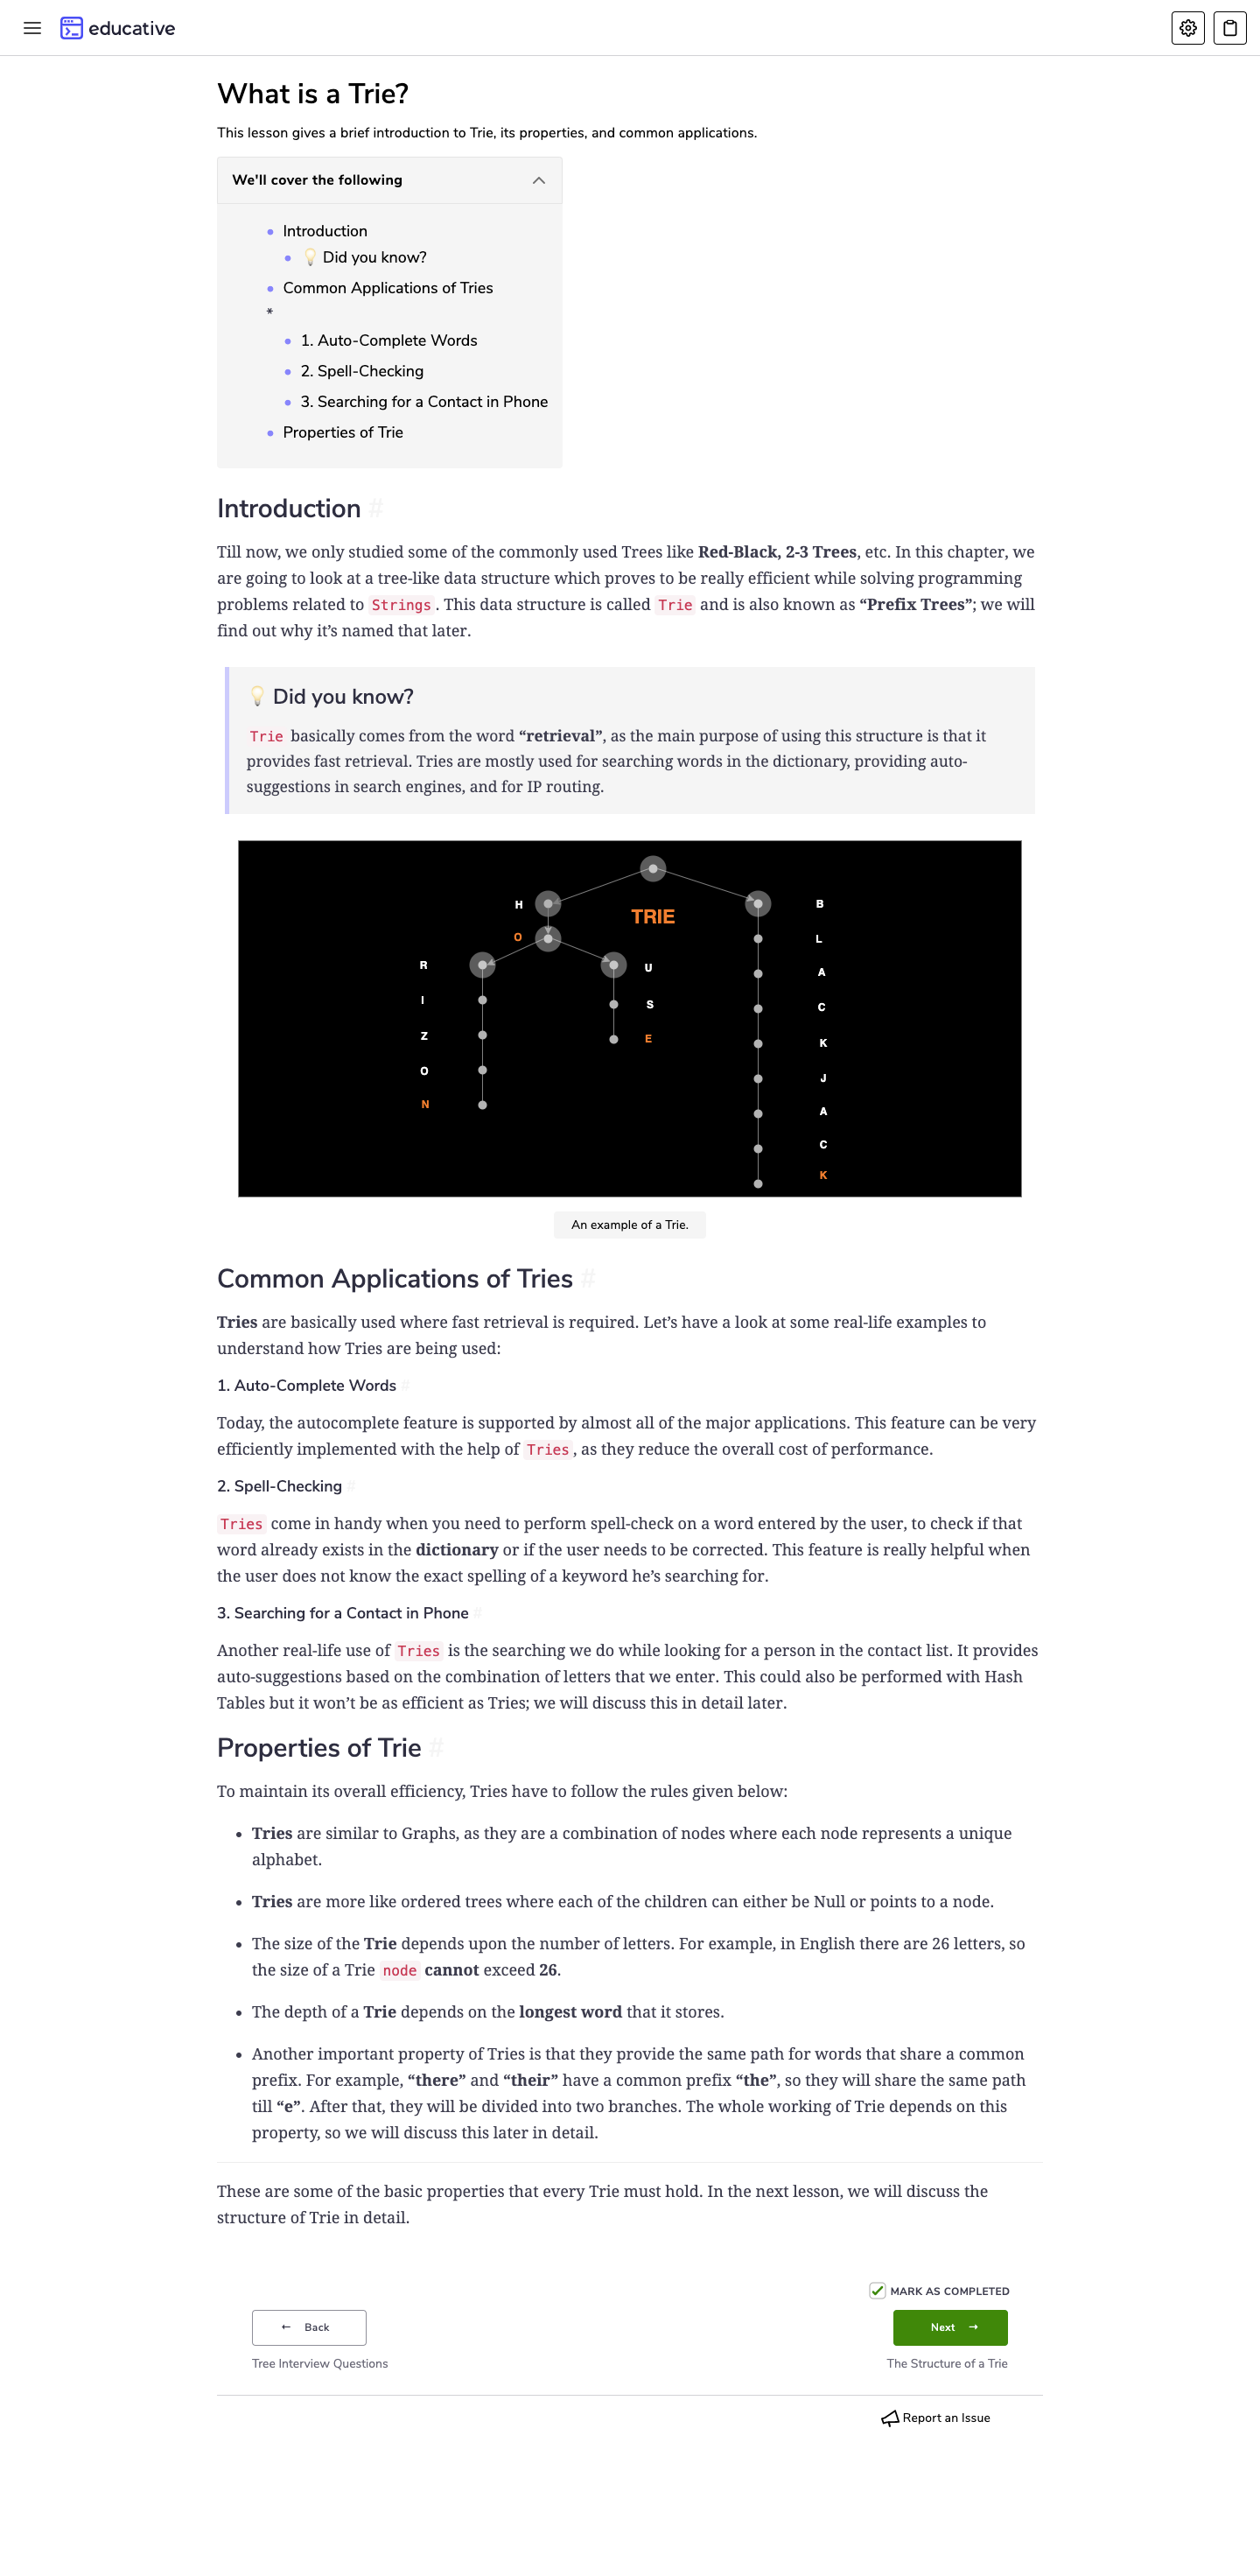 educative
What is a Trie?
This lesson gives a brief introduction to Trie, its properties, and common applications.
We'll cover the following
Introduction
💡 Did you know?
Common Applications of Tries
*
1. Auto-Complete Words
2. Spell-Checking
3. Searching for a Contact in Phone
Properties of Trie
Introduction #
Till now, we only studied some of the commonly used Trees like Red-Black, 2-3 Trees, etc. In this chapter, we
are going to look at a tree-like data structure which proves to be really efficient while solving programming
problems related to Strings. This data structure is called Trie and is also known as “Prefix Trees”; we will
find out why it’s named that later.
💡 Did you know?
Trie basically comes from the word “retrieval”, as the main purpose of using this structure is that it
provides fast retrieval. Tries are mostly used for searching words in the dictionary, providing auto-
suggestions in search engines, and for IP routing.
H
TRIE
B
O
L
R
U
A
I
S
C
Z
E
K
O
J
N
A
C
K
An example of a Trie.
Common Applications of Tries #
Tries are basically used where fast retrieval is required. Let’s have a look at some real-life examples to
understand how Tries are being used:
1. Auto-Complete Words #
Today, the autocomplete feature is supported by almost all of the major applications. This feature can be very
efficiently implemented with the help of Tries, as they reduce the overall cost of performance.
2. Spell-Checking #
Tries come in handy when you need to perform spell-check on a word entered by the user, to check if that
word already exists in the dictionary or if the user needs to be corrected. This feature is really helpful when
the user does not know the exact spelling of a keyword he’s searching for.
3. Searching for a Contact in Phone #
Another real-life use of Tries is the searching we do while looking for a person in the contact list. It provides
auto-suggestions based on the combination of letters that we enter. This could also be performed with Hash
Tables but it won’t be as efficient as Tries; we will discuss this in detail later.
Properties of Trie #
To maintain its overall efficiency, Tries have to follow the rules given below:
• Tries are similar to Graphs, as they are a combination of nodes where each node represents a unique
alphabet.
• Tries are more like ordered trees where each of the children can either be Null or points to a node.
• The size of the Trie depends upon the number of letters. For example, in English there are 26 letters, so
the size of a Trie node cannot exceed 26.
• The depth of a Trie depends on the longest word that it stores.
• Another important property of Tries is that they provide the same path for words that share a common
prefix. For example, “there” and “their” have a common prefix “the”, so they will share the same path
till “e”. After that, they will be divided into two branches. The whole working of Trie depends on this
property, so we will discuss this later in detail.
These are some of the basic properties that every Trie must hold. In the next lesson, we will discuss the
structure of Trie in detail.
MARK AS COMPLETED
← Back
Next →
Tree Interview Questions
The Structure of a Trie
Report an Issue